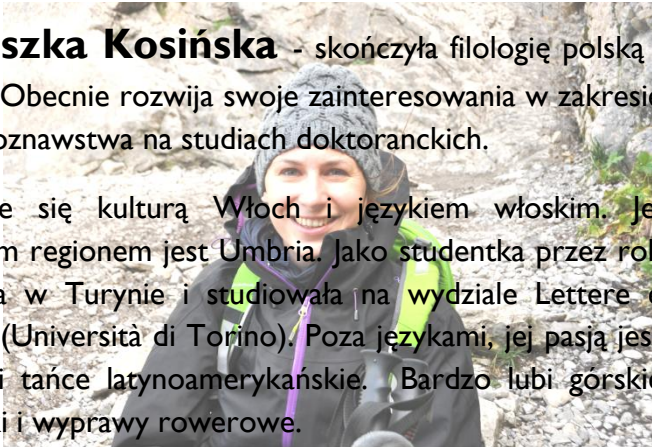 szka Kosińska - skończyła filologię polską
Obecnie rozwija swoje zainteresowania w zakresie
oznawstwa na studiach doktoranckich.
e się kulturą Włoch i językiem włoskim. Je
m regionem jest Umbria. Jako studentka przez rok
a w Turynie i studiowała na wydziale Lettere
(Università di Torino). Poza językami, jej pasją jes
i tańce latynoamerykańskie. Bardzo lubi górskie
i i wyprawy rowerowe.